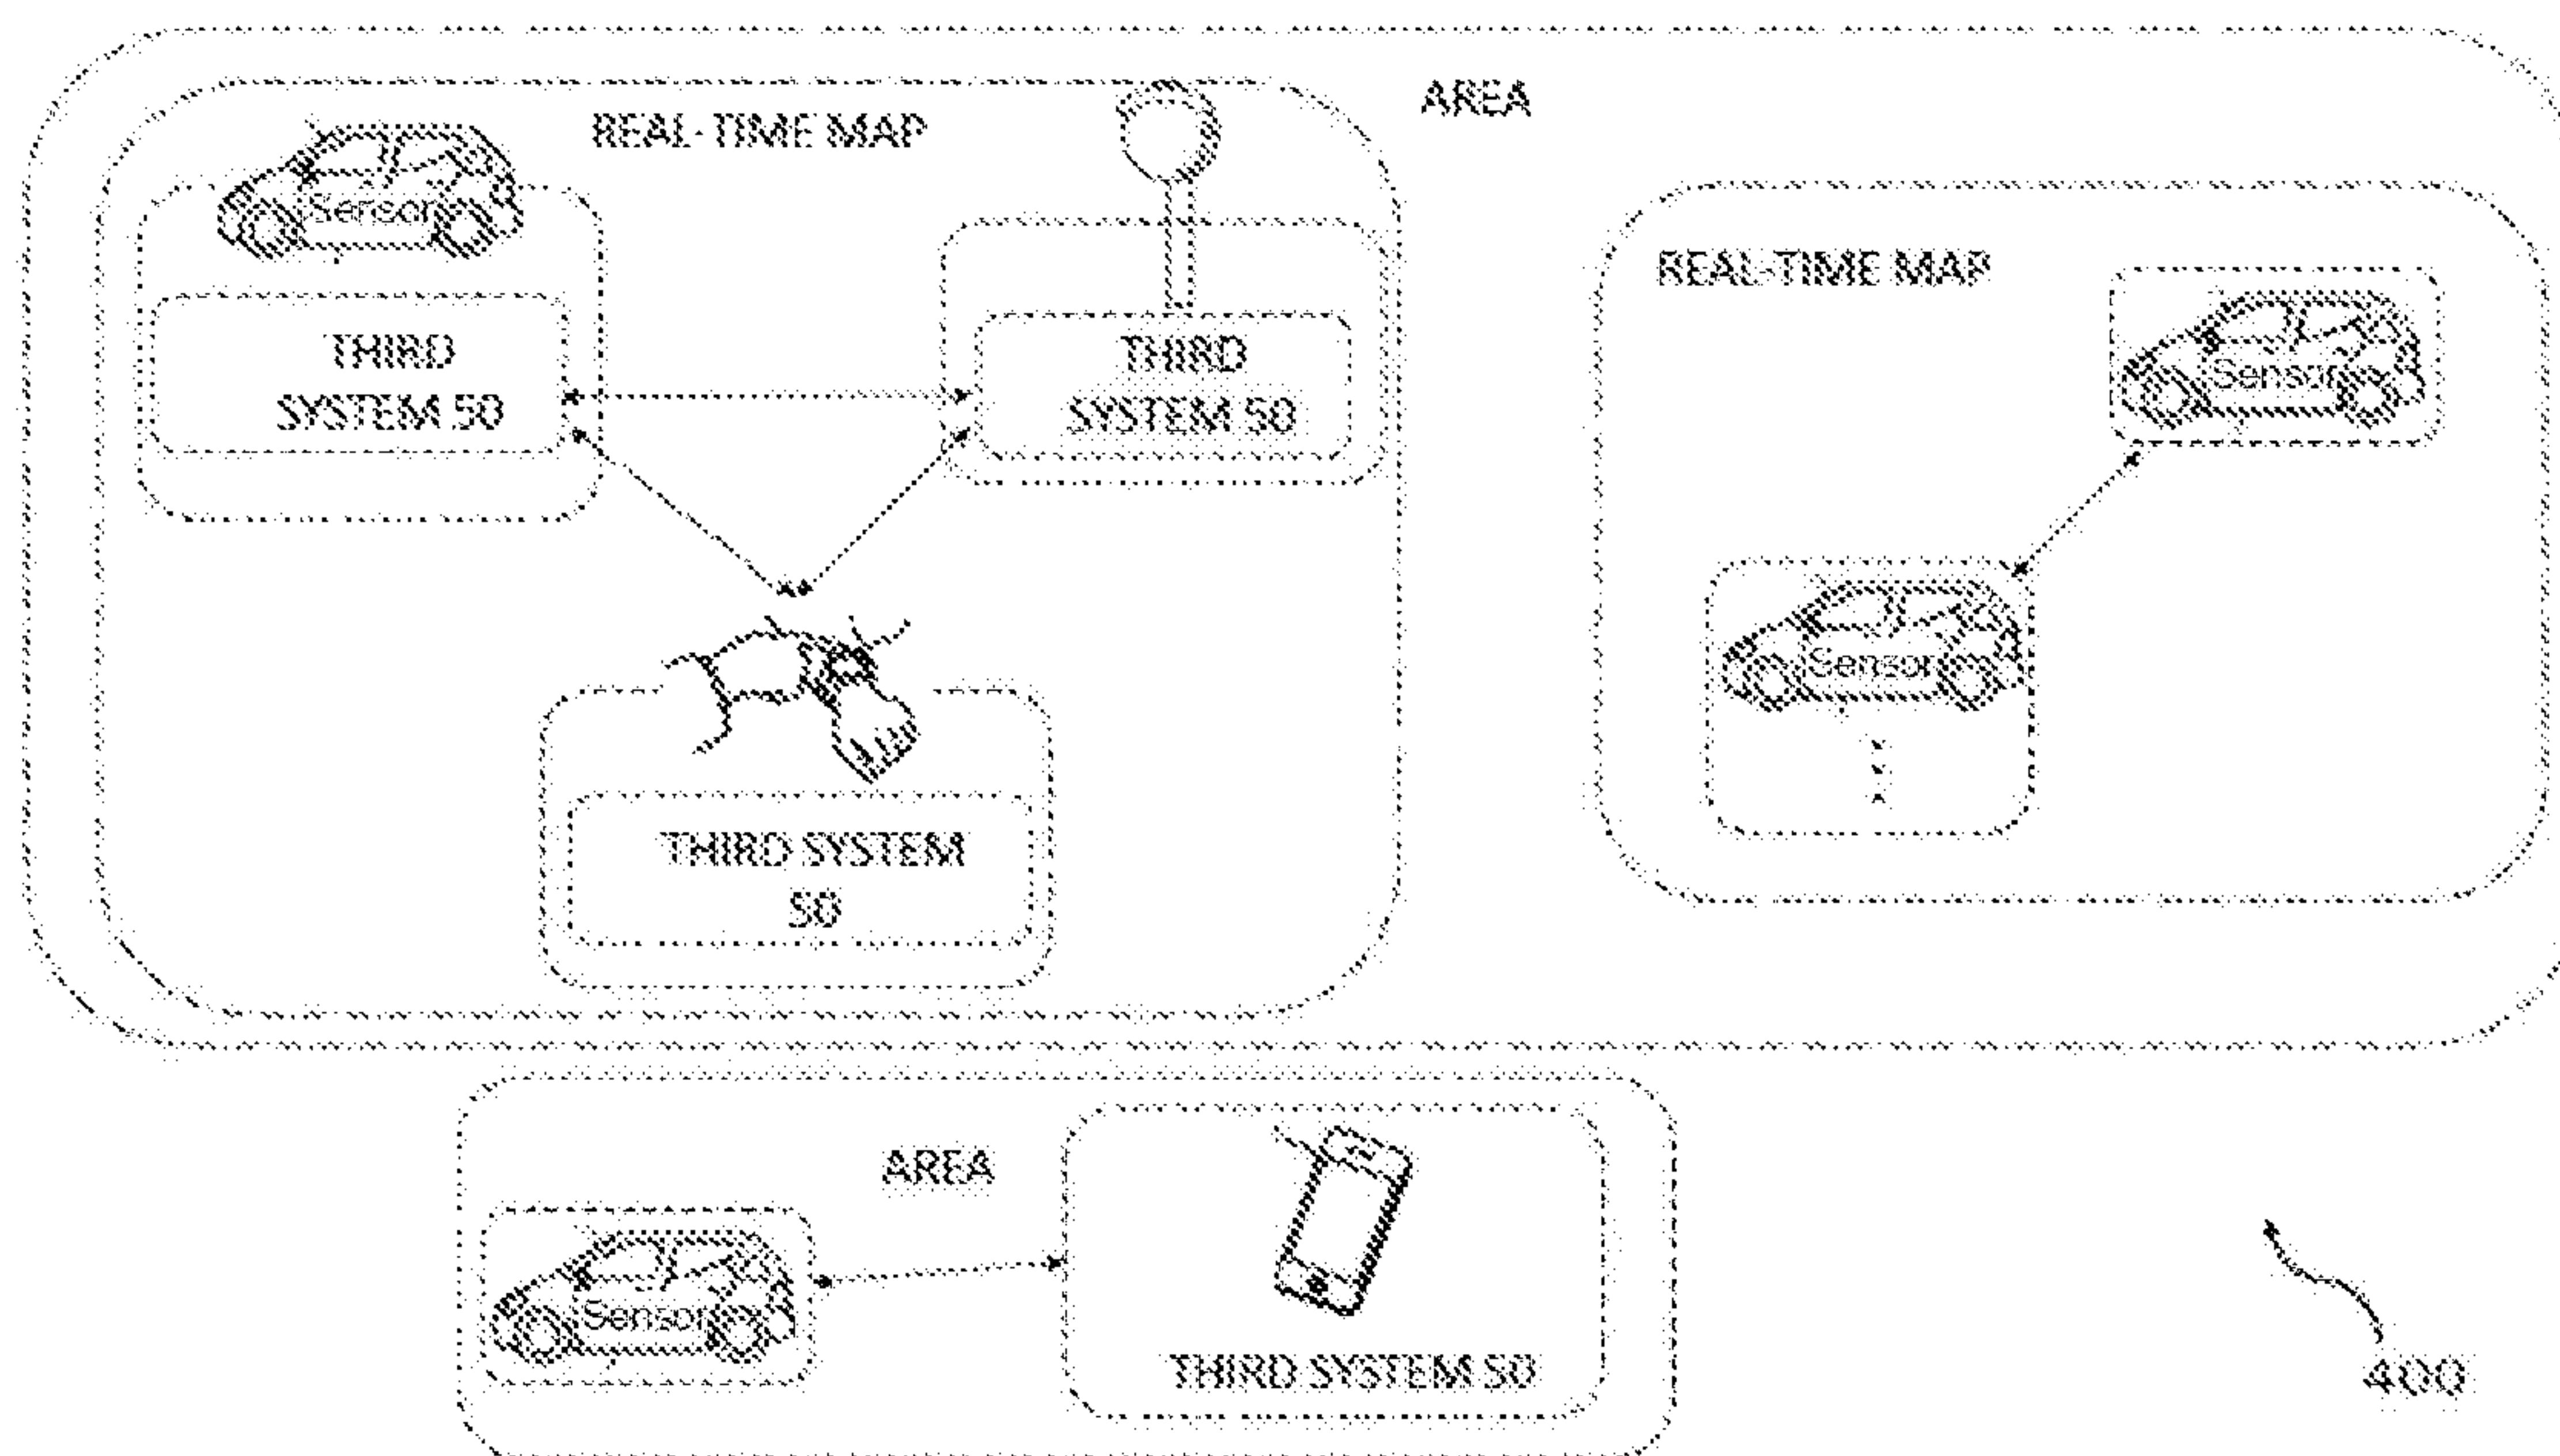 AREA
REAL-TIME MAP
Sensor
THIRD
SYSTEM 50
THIRD
SYSTEM 50
THIRD SYSTEM
50
REAL-TIME MAP
Sensor
Sensor
AREA
Sensor
THIRD SYSTEM 50
400